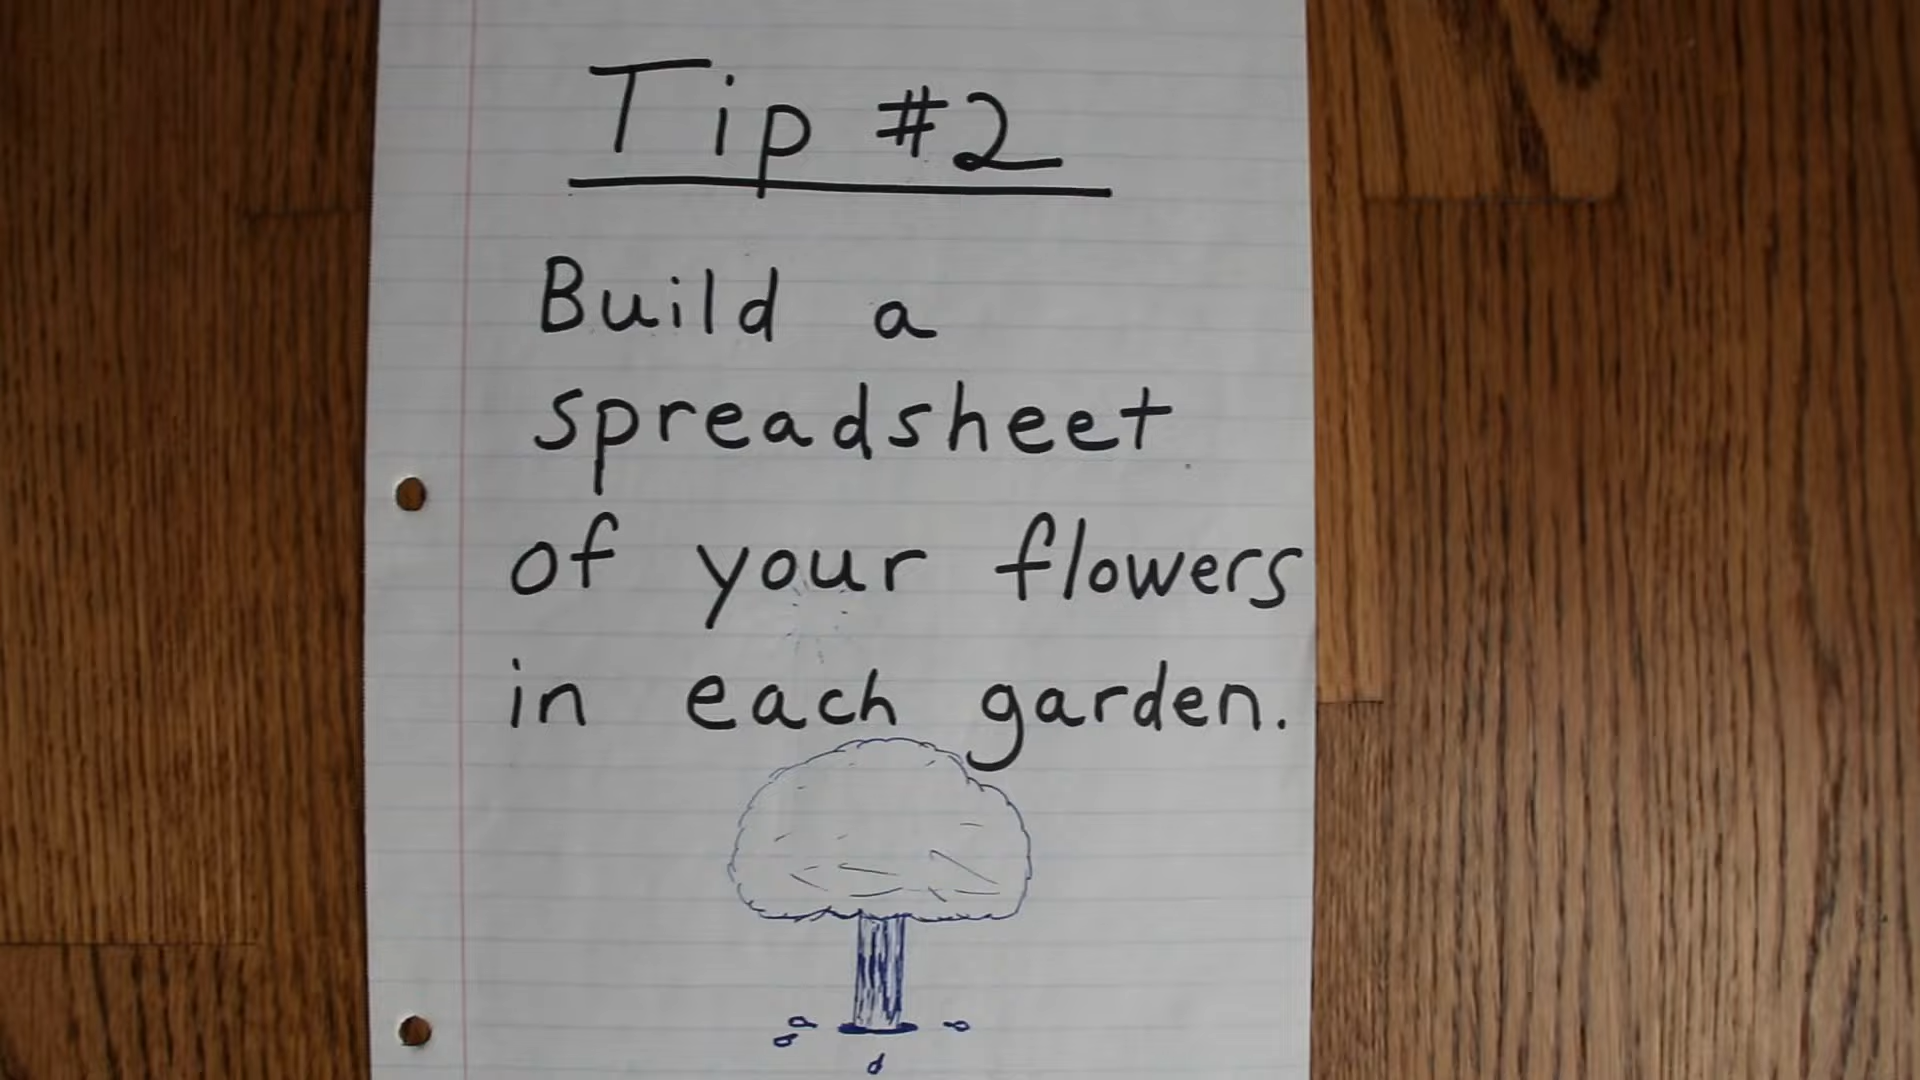 Tip #2
Build a
spreadsheet
of your flowers
in each garden.